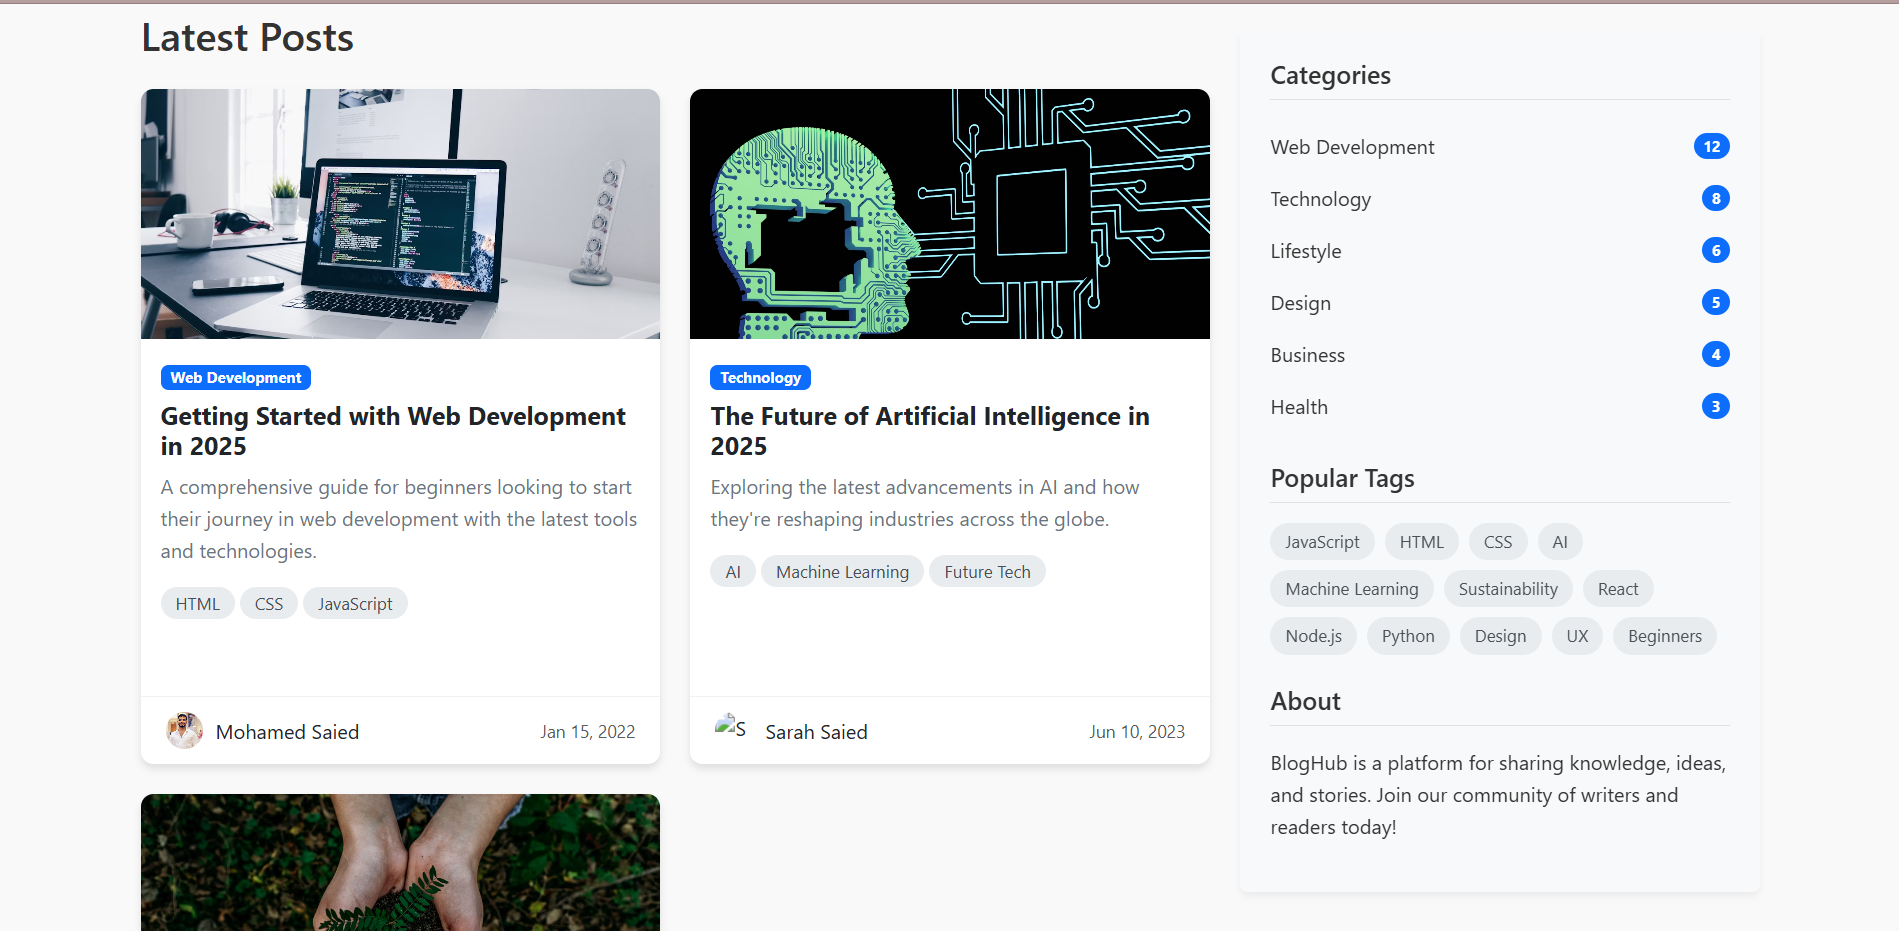 Latest Posts
Web Development
Getting Started with Web Development
in 2025
A comprehensive guide for beginners looking to start
their journey in web development with the latest tools
and technologies.
HTML CSS JavaScript
Mohamed Saied Jan 15, 2022
Technology
The Future of Artificial Intelligence in
2025
Exploring the latest advancements in AI and how
they're reshaping industries across the globe.
AI Machine Learning Future Tech
S Sarah Saied Jun 10, 2023
Categories
Web Development 12
Technology 8
Lifestyle 6
Design 5
Business 4
Health 3
Popular Tags
JavaScript HTML CSS AI
Machine Learning Sustainability React
Node.js Python Design UX Beginners
About
BlogHub is a platform for sharing knowledge, ideas,
and stories. Join our community of writers and
readers today!